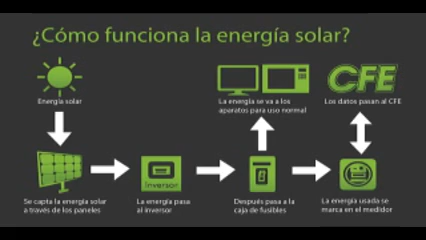 ¿Cómo funciona la energía solar?
CFE
Energía solar
La energía se va a los
aparatos para uso normal
Los datos pasan al CFE
Inversor
Se capta la energía solar
a través de los paneles
La energía pasa
al inversor
Después pasa a la
caja de fusibles
La energía usada se
marca en el medidor